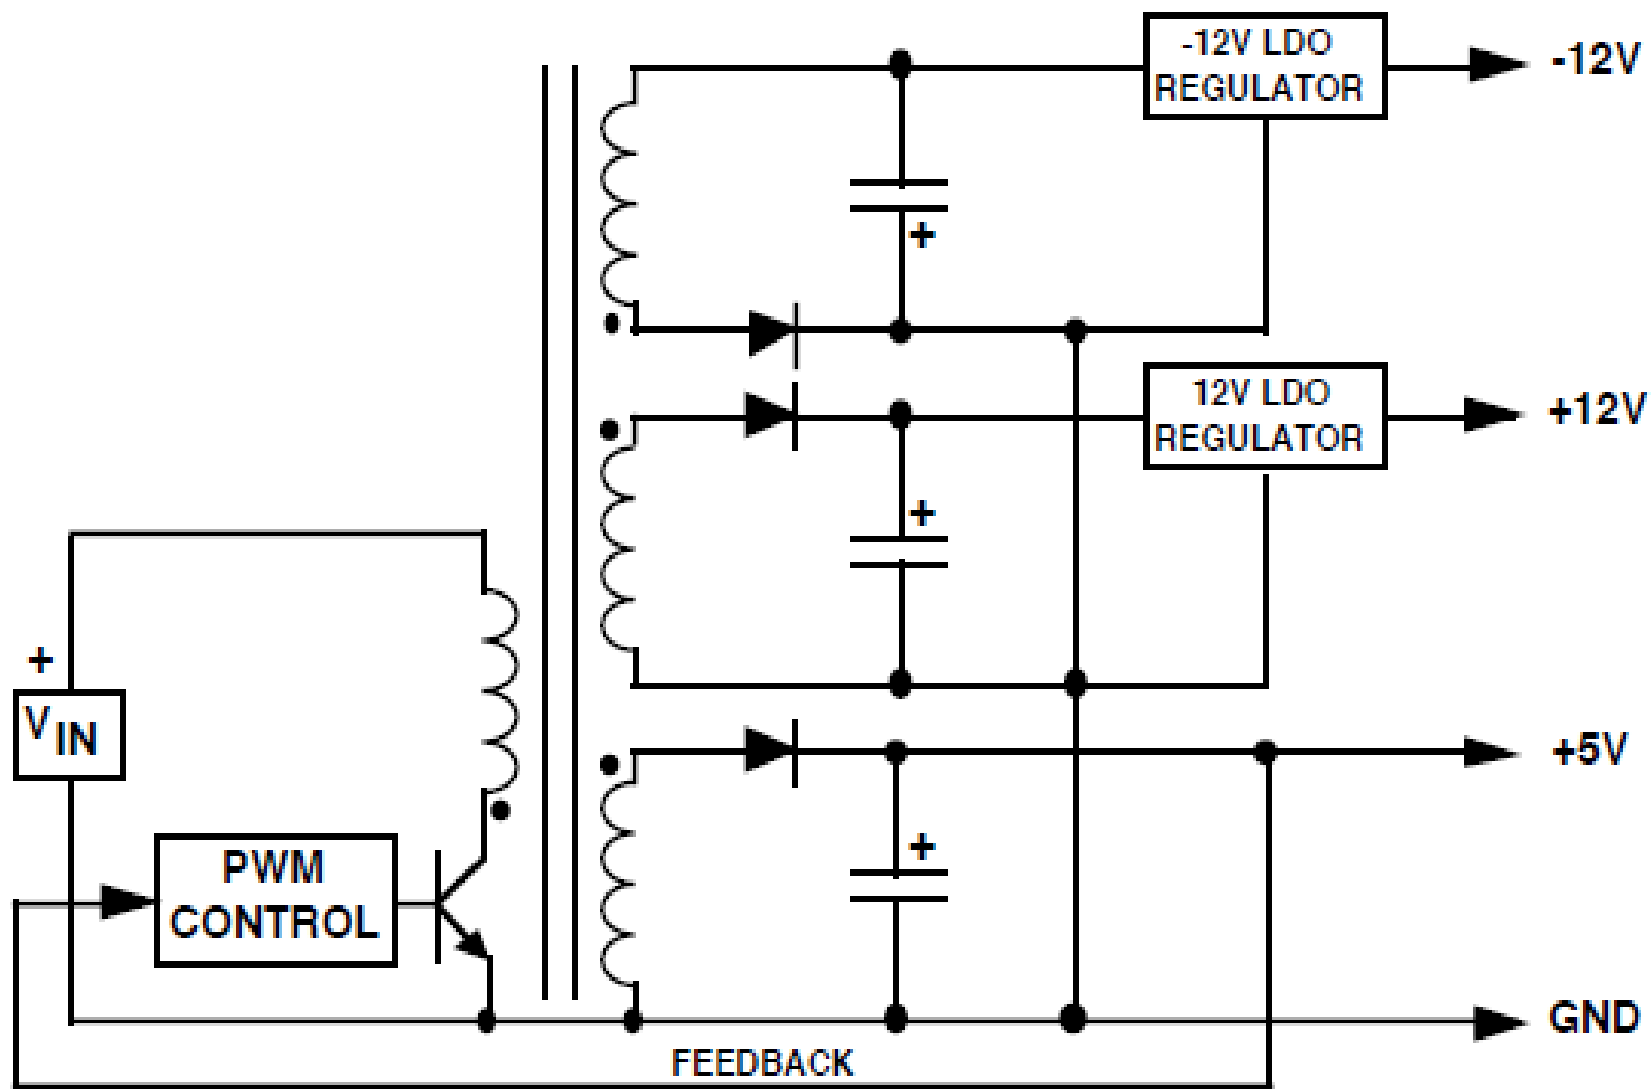 -12V LDO
REGULATOR
-12V
+
12V LDO
REGULATOR
+12V
+
+
VIN
+5V
+
PWM
CONTROL
GND
FEEDBACK